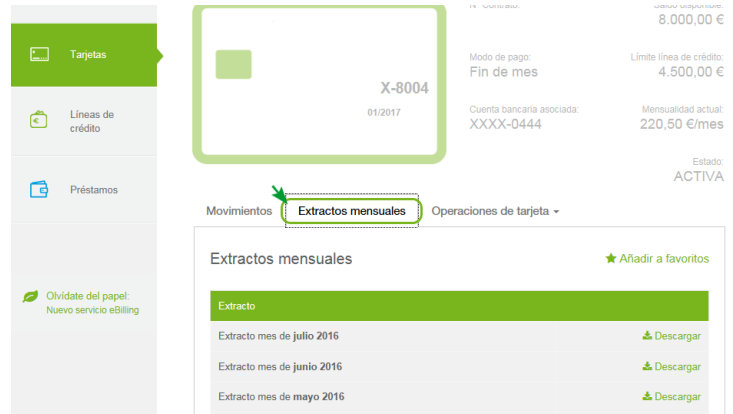 Nº Contrato:
Saldo disponible:
8.000,00 €
Tarjetas
Modo de pago:
Fin de mes
Límite línea de crédito:
4.500,00 €
X-8004
01/2017
Líneas de
crédito
Cuenta bancaria asociada:
XXXX-0444
Mensualidad actual:
220,50 €/mes
Préstamos
Estado:
ACTIVA
Movimientos
Extractos mensuales
Operaciones de tarjeta
Extractos mensuales
Añadir a favoritos
Olvídate del papel:
Nuevo servicio eBilling
Extracto
Extracto mes de julio 2016
Descargar
Extracto mes de junio 2016
Descargar
Extracto mes de mayo 2016
Descargar